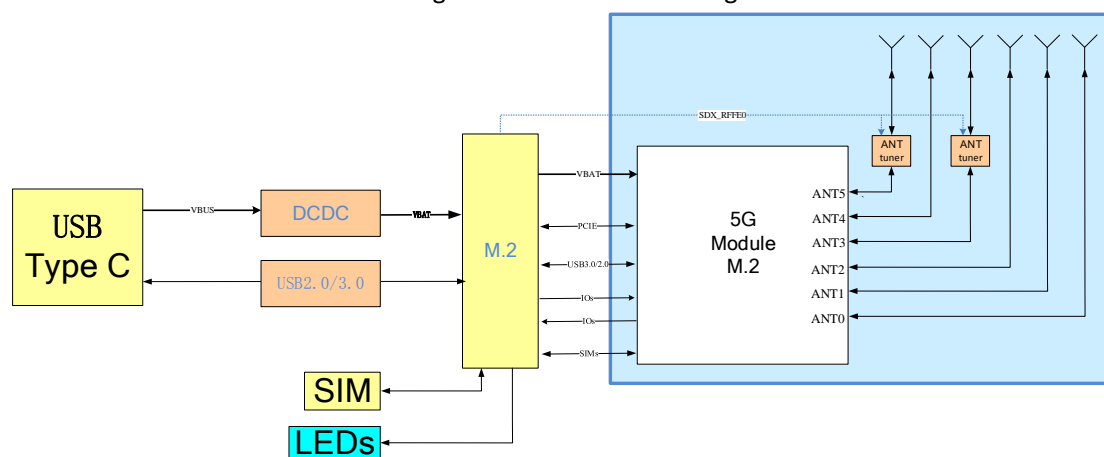 SDX_RFFE0
ANT
tuner
ANT
tuner
VBAT
USB
Type C
VBUS
DCDC
VBAT
M.2
5G
Module
M.2
ANT5
ANT4
ANT3
ANT2
ANT1
ANT0
PCIE
USB2.0/3.0
USB3.0/2.0
IOs
IOs
SIMs
SIM
LEDs